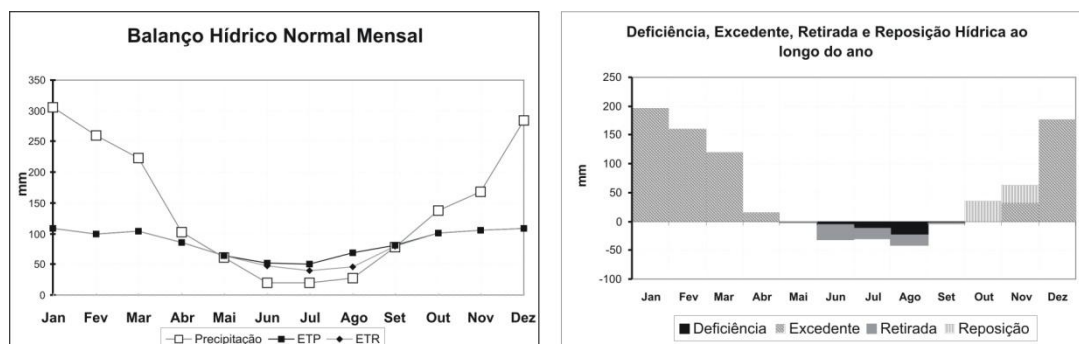 Balanço Hídrico Normal Mensal
350
300
250
200
150
100
50
0
mm
Jan Fev Mar Abr Mai Jun Jul Ago Set Out Nov Dez
Precipitação ETP ETR
Deficiência, Excedente, Retirada e Reposição Hídrica ao
longo do ano
250
200
150
100
50
0
-50
-100
mm
Jan Fev Mar Abr Mai Jun Jul Ago Set Out Nov Dez
Deficiência Excedente Retirada Reposição